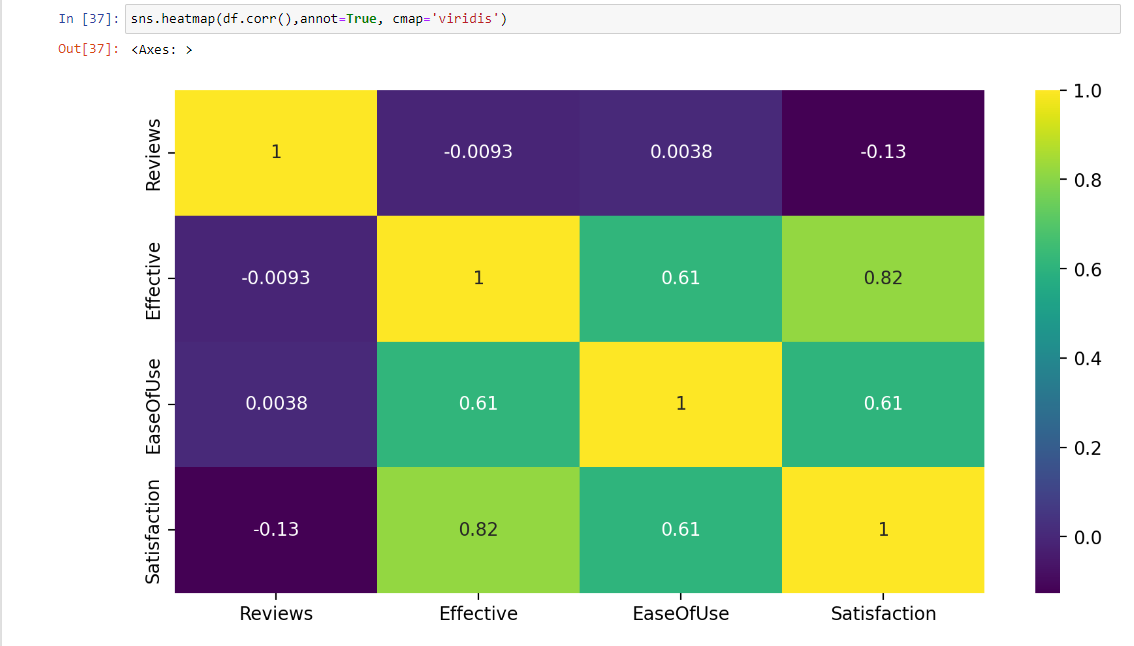 In [37]: sns.heatmap(df.corr(),annot=True, cmap='viridis')
Out[37]: <Axes: >
Reviews 1 -0.0093 0.0038 -0.13
Effective -0.0093 1 0.61 0.82
EaseOfUse 0.0038 0.61 1 0.61
Satisfaction -0.13 0.82 0.61 1
Reviews Effective EaseOfUse Satisfaction
1.0
0.8
0.6
0.4
0.2
0.0